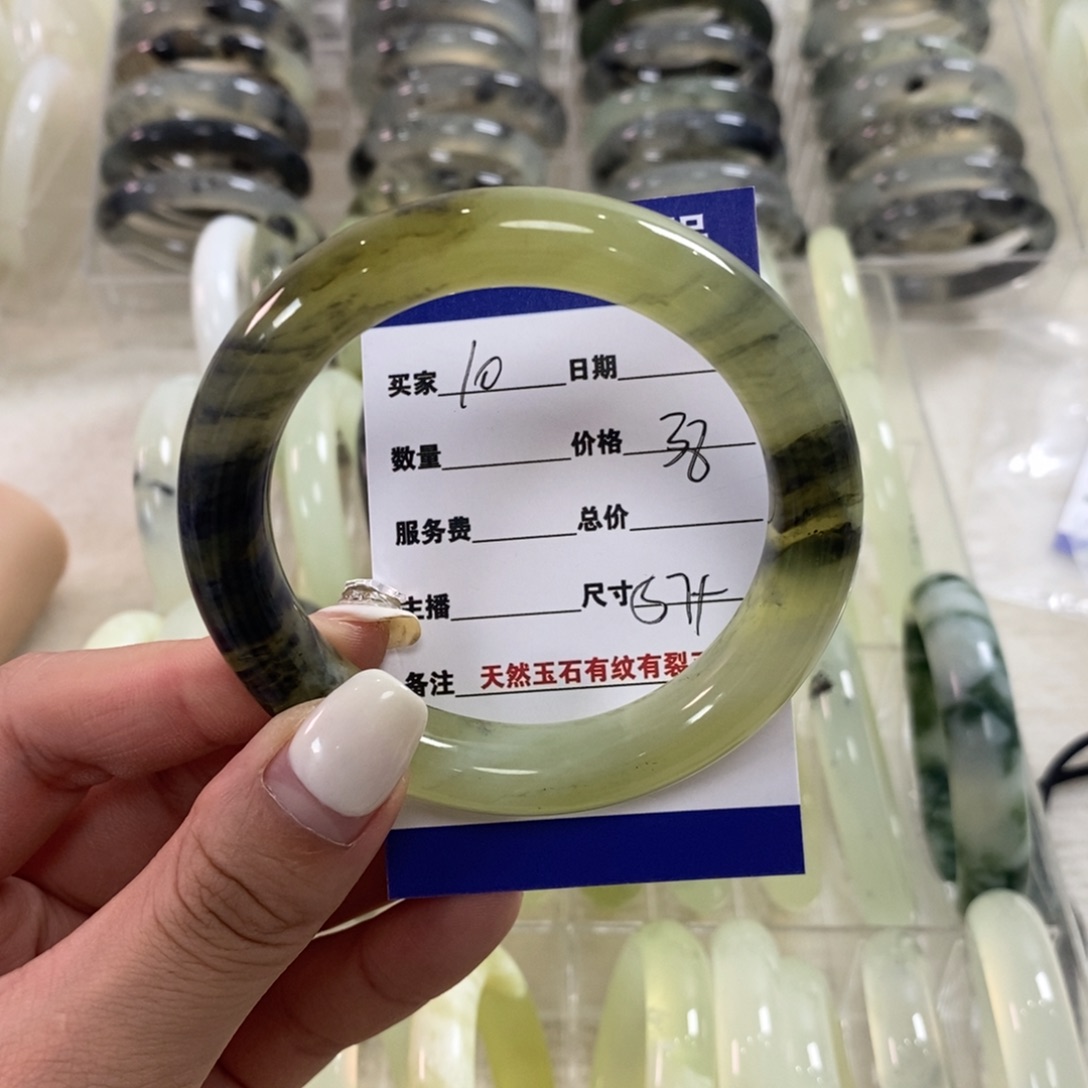 买家 10 日期
数量 价格 38
服务费 总价
主播 尺寸 57+
备注 天然玉石有纹有裂